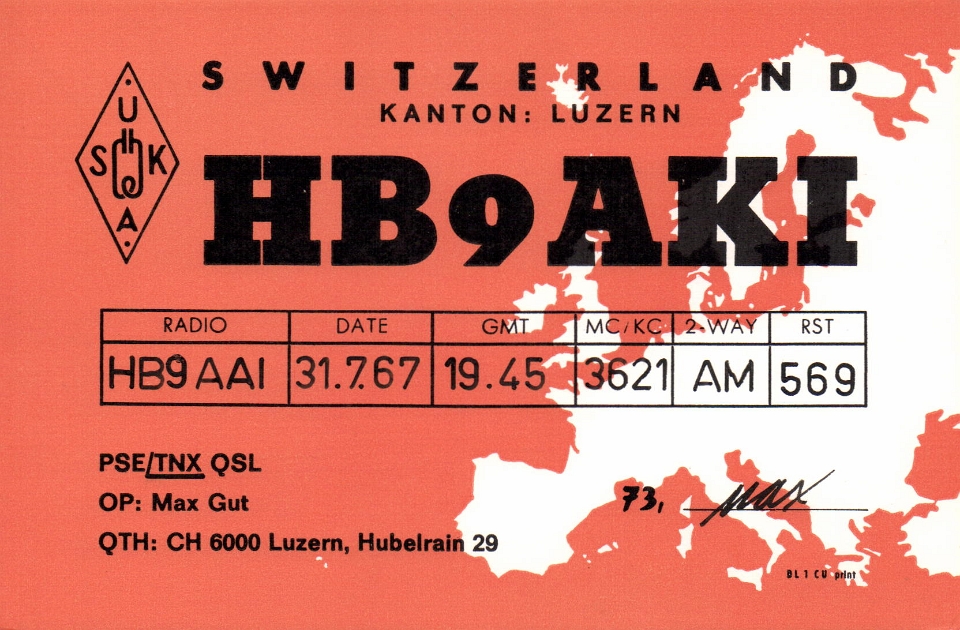 SWITZERLAND
KANTON: LUZERN
U
S K
A
HB9AKI
RADIO DATE GMT MC/KC 2-WAY RST
HB9AAI 31.7.67 19.45 3621 AM 569
PSE/TNX QSL
OP: Max Gut
73, max
QTH: CH 6000 Luzern, Hubelrain 29
BL 1 CU print